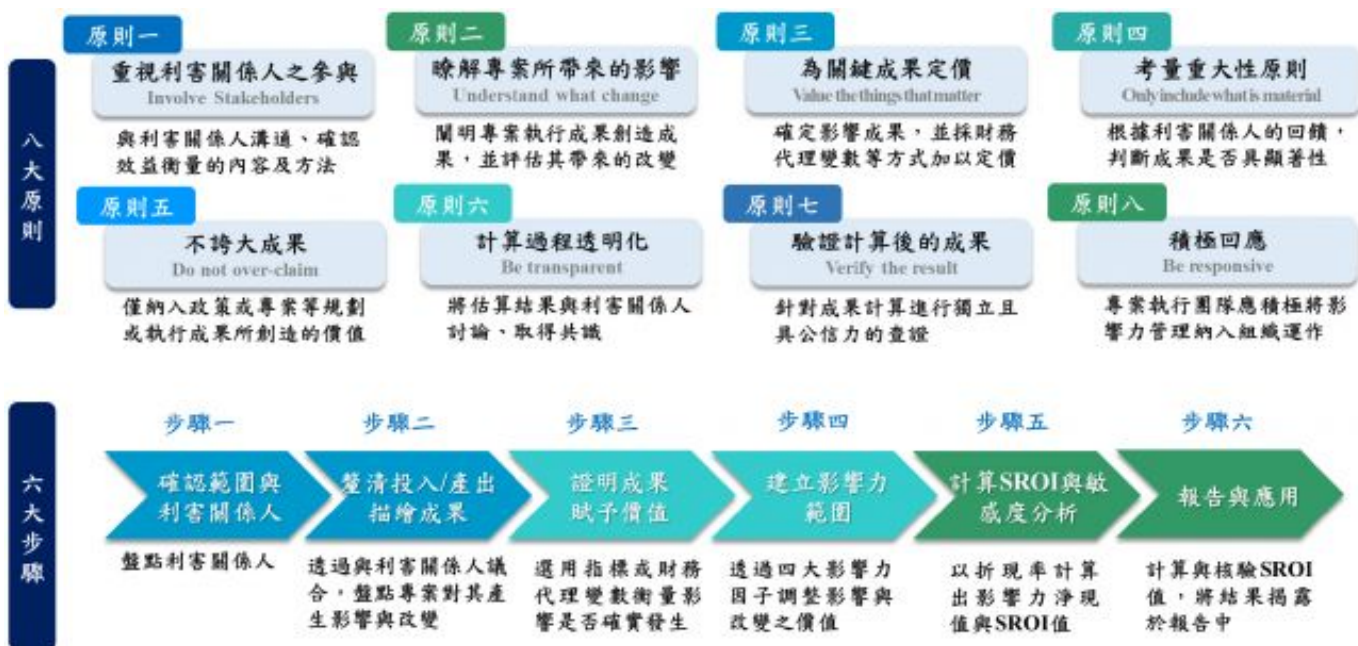 八大原則
原則一
重視利害關係人之參與
Involve Stakeholders
與利害關係人溝通、確認
效益衡量的內容及方法
原則二
瞭解專案所帶來的影響
Understand what change
闡明專案執行成果創造成
果，並評估其帶來的改變
原則三
為關鍵成果定價
Value the things that matter
確定影響成果，並採財務
代理變數等方式加以定價
原則四
考量重大性原則
Only include what is material
根據利害關係人的回饋，
判斷成果是否具顯著性
原則五
不誇大成果
Do not over-claim
僅納入政策或專案等規劃
或執行成果所創造的價值
原則六
計算過程透明化
Be transparent
將估算結果與利害關係人
討論、取得共識
原則七
驗證計算後的成果
Verify the result
針對成果計算進行獨立且
具公信力的查證
原則八
積極回應
Be responsive
專案執行團隊應積極將影
響力管理納入組織運作
六大步驟
步驟一
確認範圍與
利害關係人
盤點利害關係人
步驟二
釐清投入/產出
描繪成果
透過與利害關係人議
合，盤點專案對其產
生影響與改變
步驟三
證明成果
賦予價值
選用指標或財務
代理變數衡量影
響是否確實發生
步驟四
建立影響力
範圍
透過四大影響力
因子調整影響與
改變之價值
步驟五
計算SROI與敏
感度分析
以折現率計算
出影響力淨現
值與SROI值
步驟六
報告與應用
計算與核驗SROI
值，將結果揭露
於報告中